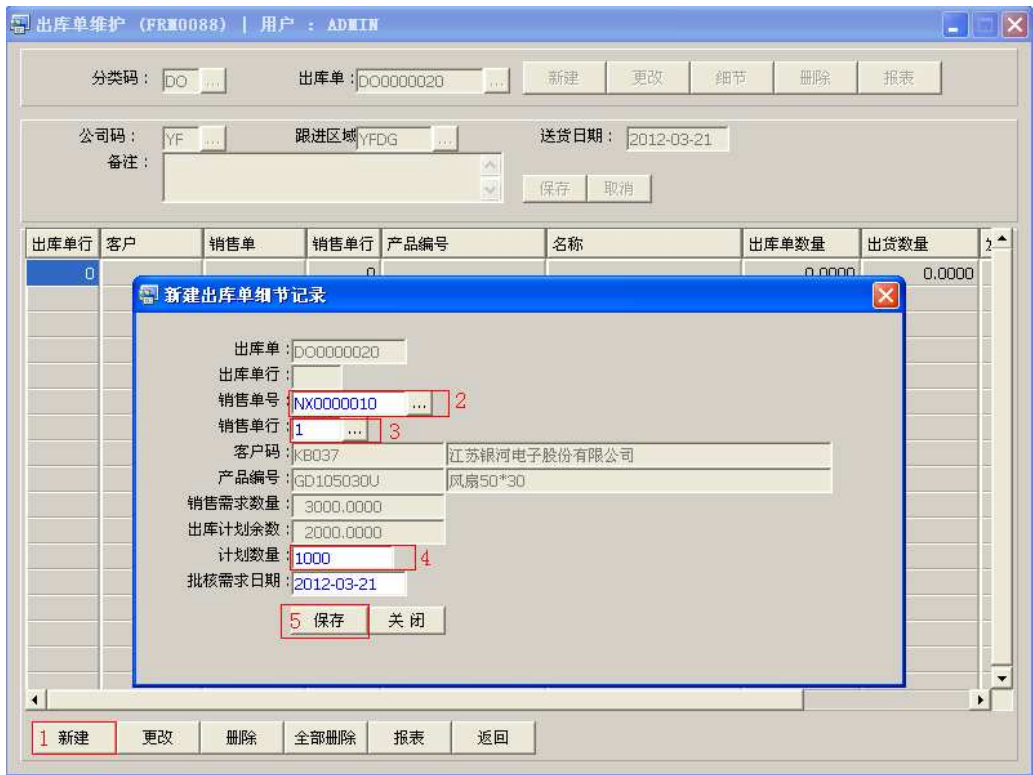 出库单维护 (FRM0088) | 用户 : ADMIN
分类码： DO ... 出库单： DO0000020 ... 新建 更改 细节 删除 报表
公司码： YF ... 跟进区域 YFDG ... 送货日期： 2012-03-21
备注：
保存 取消
出库单行 客户 销售单 销售单行 产品编号 名称 出库单数量 出货数量
0 0 0.0000 0.0000
新建出库单细节记录
出库单： DO0000020
出库单行：
销售单号： NX0000010 ... 2
销售单行： 1 ... 3
客户码： KB037 江苏银河电子股份有限公司
产品编号： GD105030U 风扇50*30
销售需求数量： 3000.0000
出库计划余数： 2000.0000
计划数量： 1000 4
批核需求日期： 2012-03-21
5 保存 关闭
1 新建 更改 删除 全部删除 报表 返回